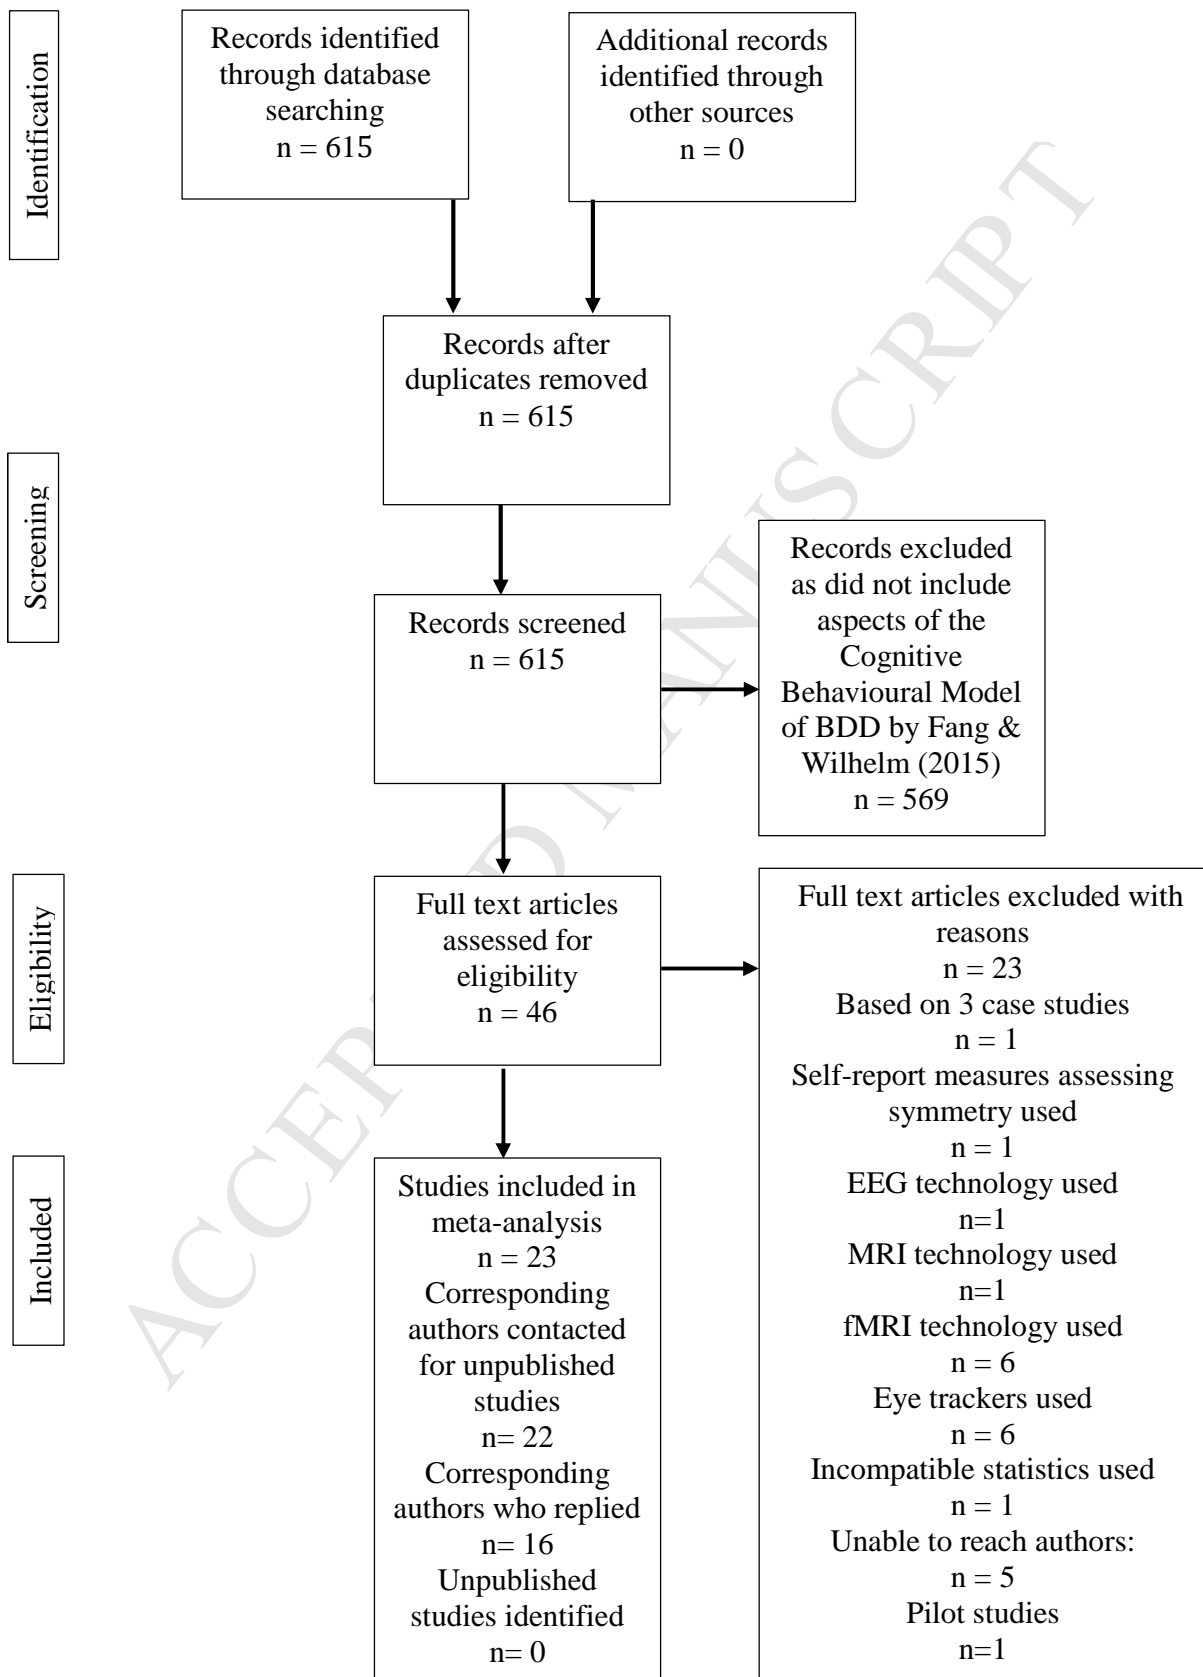 Identification
Records identified
through database
searching
n = 615
Additional records
identified through
other sources
n = 0
Records after
duplicates removed
n = 615
Screening
Records screened
n = 615
Records excluded
as did not include
aspects of the
Cognitive
Behavioural Model
of BDD by Fang &
Wilhelm (2015)
n = 569
Eligibility
Full text articles
assessed for
eligibility
n = 46
Full text articles excluded with
reasons
n = 23
Based on 3 case studies
n = 1
Self-report measures assessing
symmetry used
n = 1
EEG technology used
n=1
MRI technology used
n=1
fMRI technology used
n = 6
Eye trackers used
n = 6
Incompatible statistics used
n = 1
Unable to reach authors:
n = 5
Pilot studies
n=1
Included
Studies included in
meta-analysis
n = 23
Corresponding
authors contacted
for unpublished
studies
n= 22
Corresponding
authors who replied
n= 16
Unpublished
studies identified
n= 0
ACCEPTED MANUSCRIPT